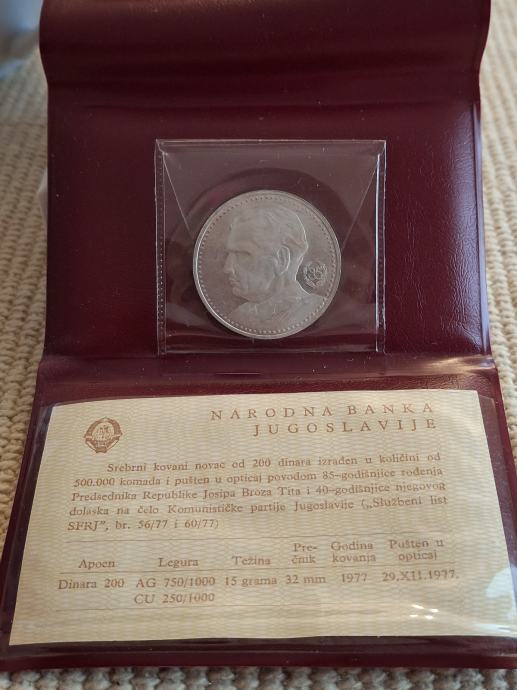 NARODNA BANKA
JUGOSLAVIJE
Srebrni kovani novac od 200 dinara izrađen u količini od
500.000 komada i pušten u opticaj povodom 85-godišnjice rođenja
Predsednika Republike Josipa Broza Tita i 40-godišnjice njegovog
dolaska na čelo Komunističke partije Jugoslavije („Službeni list
SFRJ”, br. 56/77 i 60/77)
Apoen Legura Težina Pre-čnik Godina kovanja Pušten u opticaj
Dinara 200 AG 750/1000 15 grama 32 mm 1977 29.XII.1977.
CU 250/1000